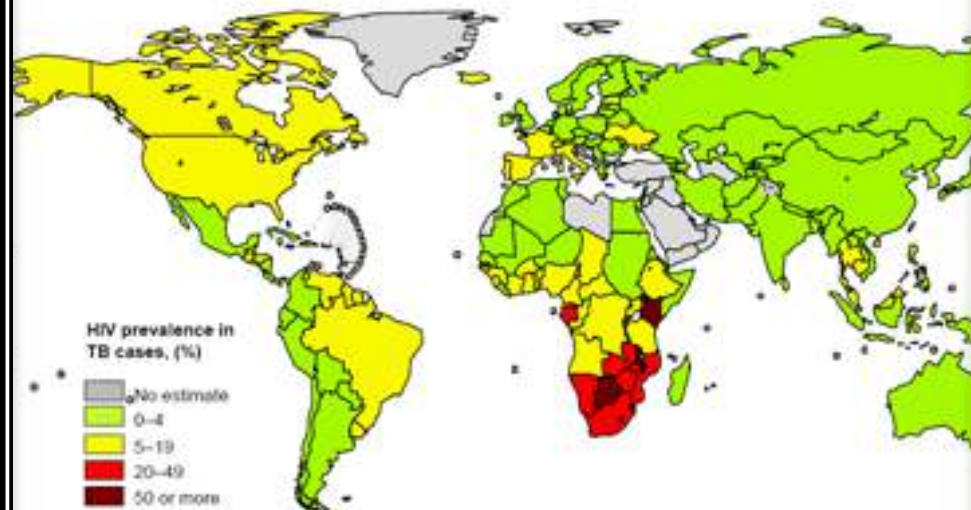 HIV prevalence in
TB cases, (%)
No estimate
0–4
5–19
20–49
50 or more